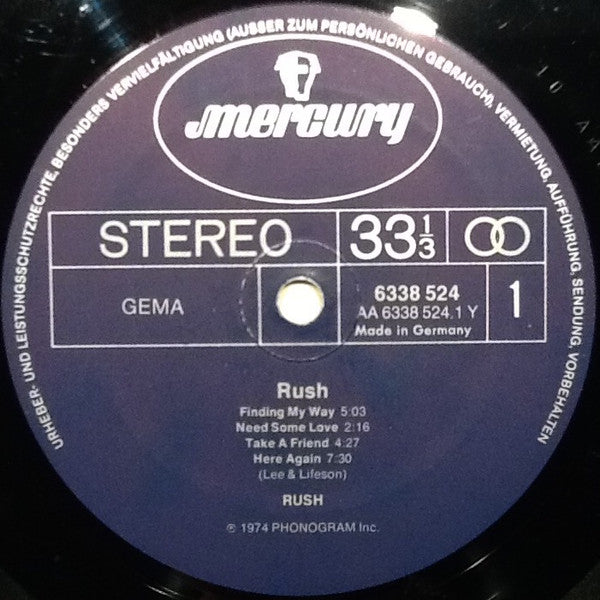 URHEBER- UND LEISTUNGSSCHUTZRECHTE, BESONDERS VERVIELFÄLTIGUNG (AUSSER ZUM PERSÖNLICHEN GEBRAUCH), VERMIETUNG, AUFFÜHRUNG, SENDUNG, VORBEHALTEN
mercury
STEREO
33 1/3
GEMA
6338 524
AA 6338 524.1 Y
Made in Germany
1
Rush
Finding My Way 5:03
Need Some Love 2:16
Take A Friend 4:27
Here Again 7:30
(Lee & Lifeson)
RUSH
℗ 1974 PHONOGRAM Inc.